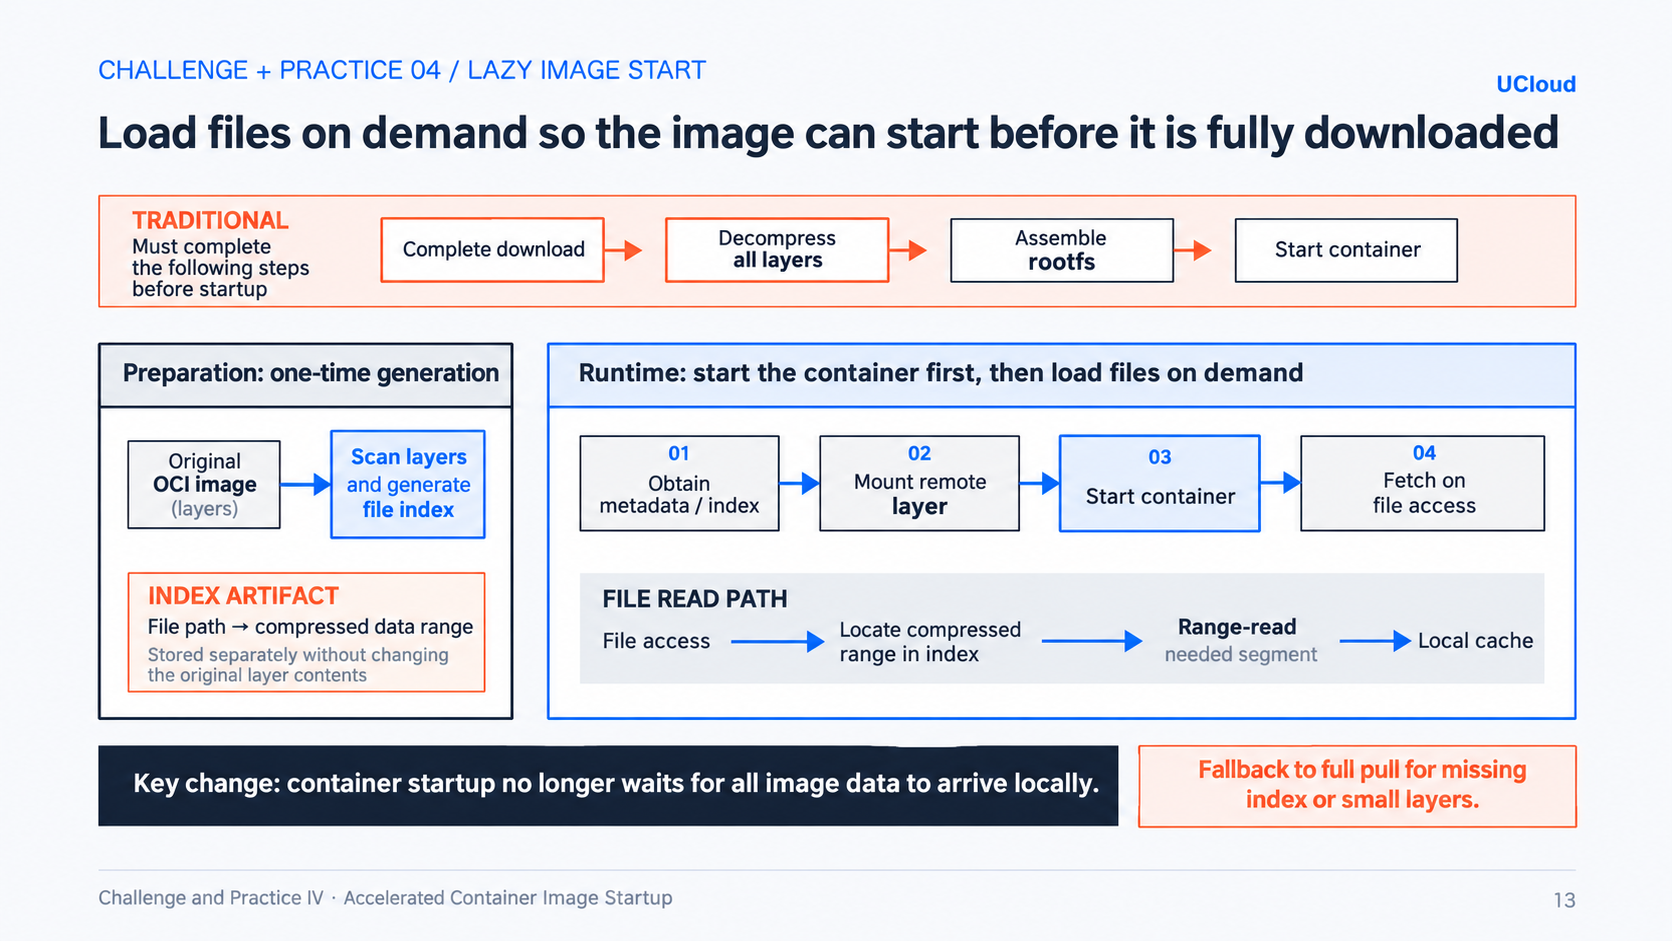 CHALLENGE + PRACTICE 04 / LAZY IMAGE START
UCloud
Load files on demand so the image can start before it is fully downloaded
TRADITIONAL
Must complete
the following steps
before startup
Complete download
Decompress
all layers
Assemble
rootfs
Start container
Preparation: one-time generation
Original
OCI image
(layers)
Scan layers
and generate
file index
INDEX ARTIFACT
File path → compressed data range
Stored separately without changing
the original layer contents
Runtime: start the container first, then load files on demand
01
Obtain
metadata / index
02
Mount remote
layer
03
Start container
04
Fetch on
file access
FILE READ PATH
File access
Locate compressed
range in index
Range-read
needed segment
Local cache
Key change: container startup no longer waits for all image data to arrive locally.
Fallback to full pull for missing
index or small layers.
Challenge and Practice IV · Accelerated Container Image Startup
13